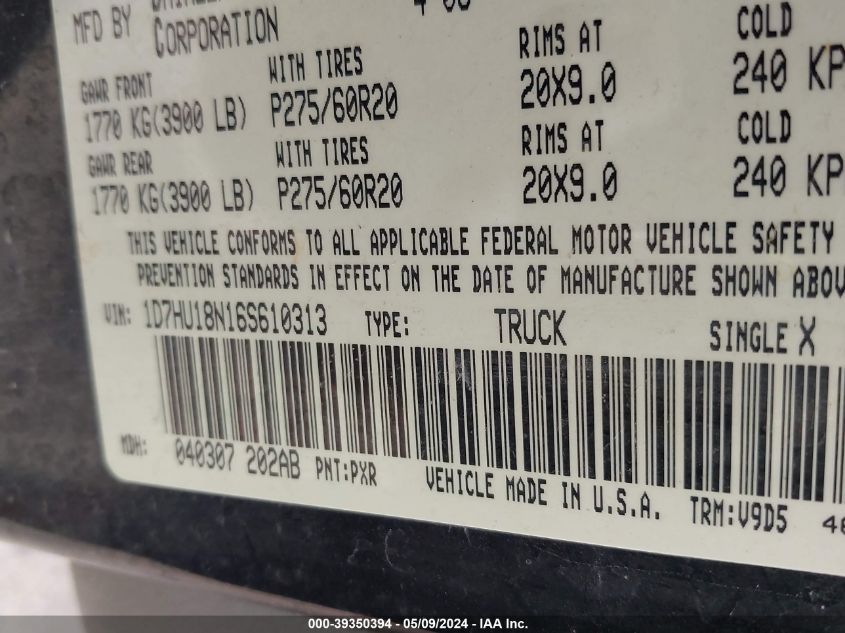 MFD BY
CORPORATION
GAWR FRONT WITH TIRES RIMS AT COLD
1770 KG(3900 LB) P275/60R20 20X9.0 240 KP
GAWR REAR WITH TIRES RIMS AT COLD
1770 KG(3900 LB) P275/60R20 20X9.0 240 KP
THIS VEHICLE CONFORMS TO ALL APPLICABLE FEDERAL MOTOR VEHICLE SAFETY
PREVENTION STANDARDS IN EFFECT ON THE DATE OF MANUFACTURE SHOWN ABOV
VIN: 1D7HU18N16S610313 TYPE: TRUCK SINGLE X
MDH: 040307 202AB PNT:PXR VEHICLE MADE IN U.S.A. TRM:V9D5
000-39350394 - 05/09/2024 - IAA Inc.